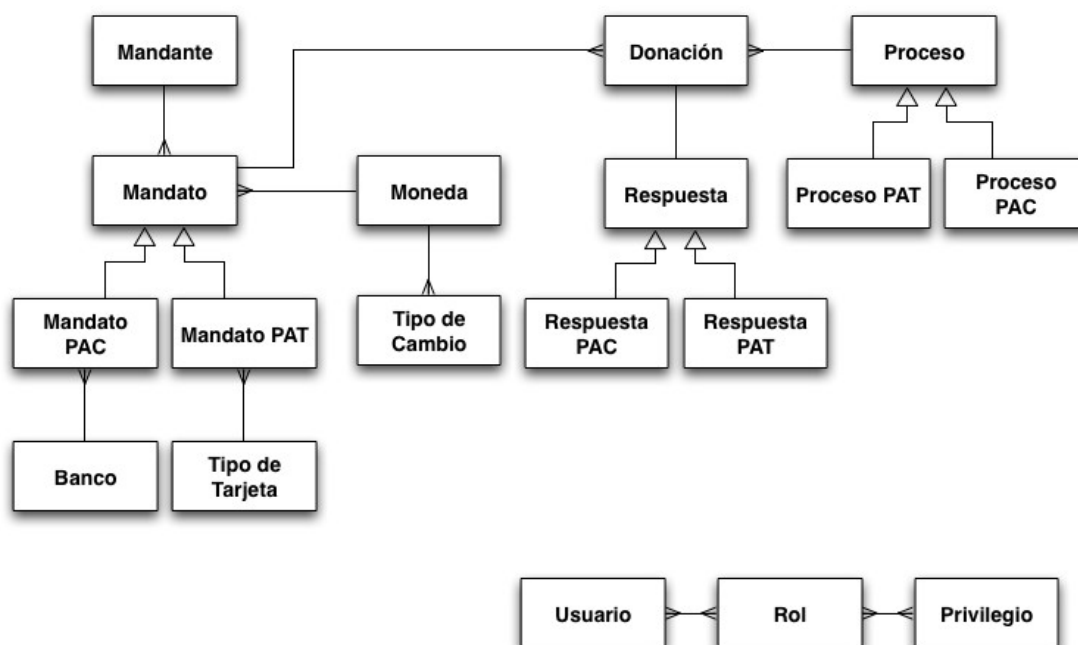 Mandante
Donación
Proceso
Mandato
Moneda
Respuesta
Proceso PAT
Proceso
PAC
Mandato
PAC
Mandato PAT
Tipo de
Cambio
Respuesta
PAC
Respuesta
PAT
Banco
Tipo de
Tarjeta
Usuario
Rol
Privilegio